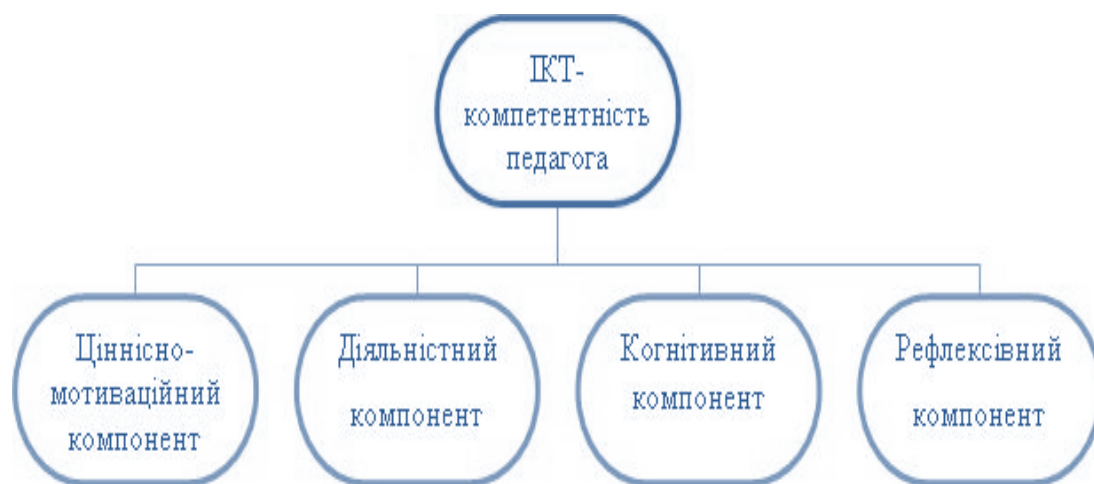 ІКТ-
компетентність
педагога
Ціннісно-
мотиваційний
компонент
Діяльністний
компонент
Когнітивний
компонент
Рефлексівний
компонент